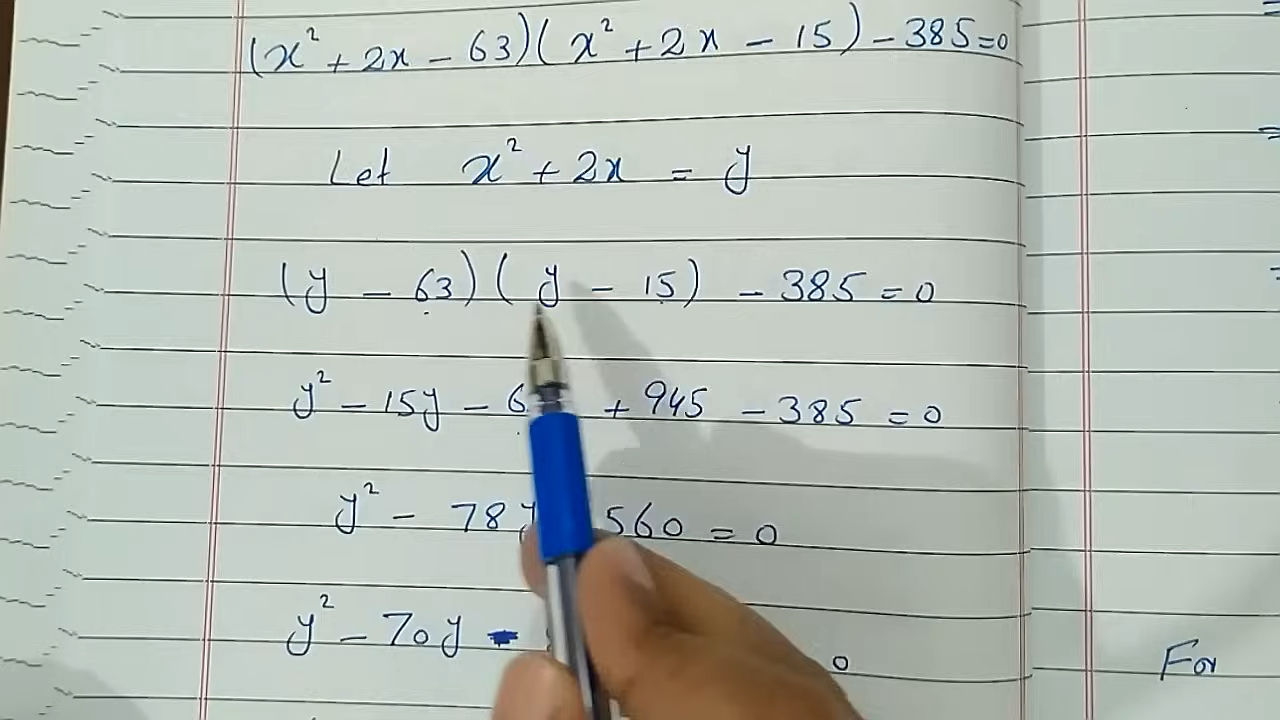 (x² + 2x - 63)(x² + 2x - 15) - 385 = 0
Let x² + 2x = y
(y - 63)(y - 15) - 385 = 0
y² - 15y - 6 + 945 - 385 = 0
y² - 78y 560 = 0
y² - 70y - 0
For